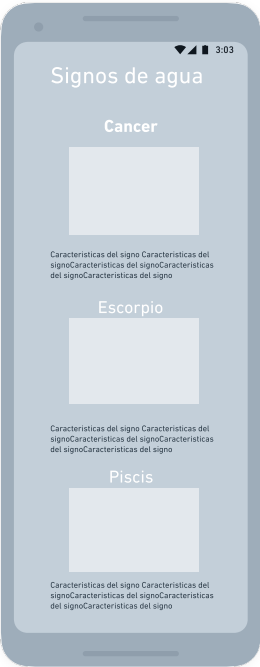 3:03
Signos de agua
Cancer
Caracteristicas del signo Caracteristicas del
signoCaracteristicas del signoCaracteristicas
del signoCaracteristicas del signo
Escorpio
Caracteristicas del signo Caracteristicas del
signoCaracteristicas del signoCaracteristicas
del signoCaracteristicas del signo
Piscis
Caracteristicas del signo Caracteristicas del
signoCaracteristicas del signoCaracteristicas
del signoCaracteristicas del signo